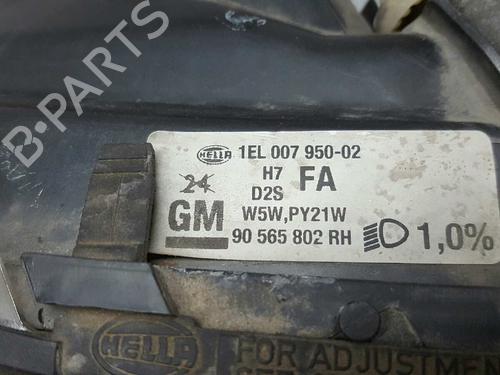 B-Parts
HELLA 1EL 007 950-02
24 H7 FA
D2S
GM W5W,PY21W
90 565 802 RH 1,0%
HELLA FOR ADJUSTMENT